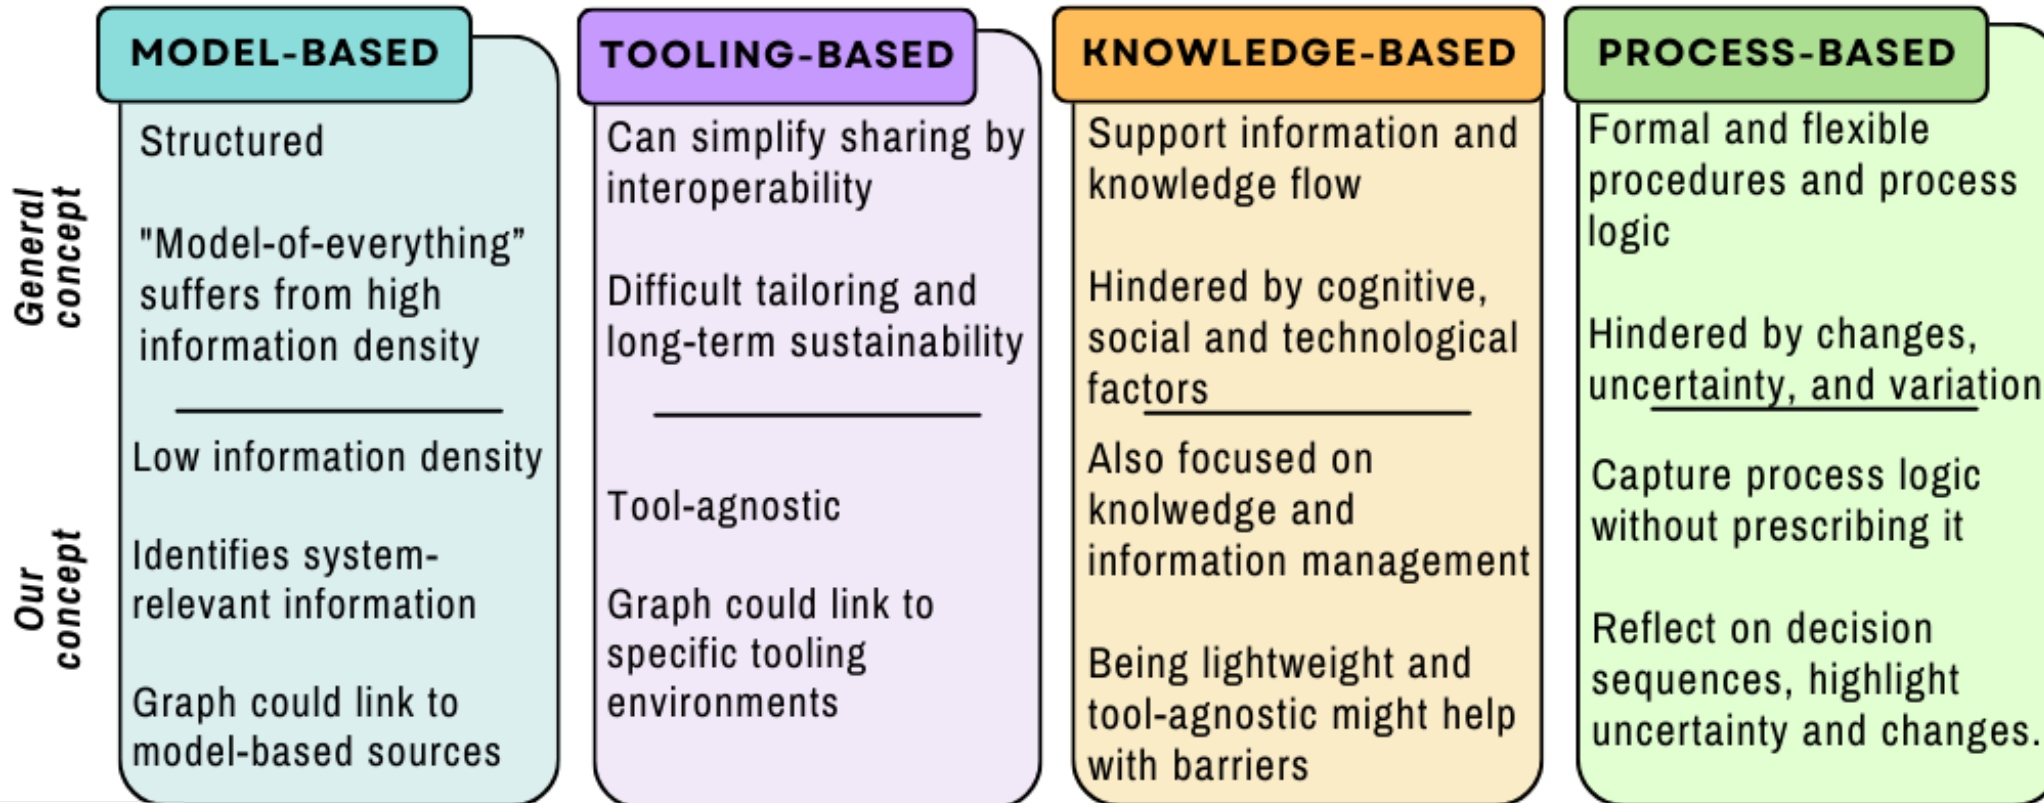 MODEL-BASED
Structured
"Model-of-everything”
suffers from high
information density
Low information density
Identifies system-
relevant information
Graph could link to
model-based sources
TOOLING-BASED
Can simplify sharing by
interoperability
Difficult tailoring and
long-term sustainability
Tool-agnostic
Graph could link to
specific tooling
environments
KNOWLEDGE-BASED
Support information and
knowledge flow
Hindered by cognitive,
social and technological
factors
Also focused on
knolwedge and
information management
Being lightweight and
tool-agnostic might help
with barriers
PROCESS-BASED
Formal and flexible
procedures and process
logic
Hindered by changes,
uncertainty, and variation
Capture process logic
without prescribing it
Reflect on decision
sequences, highlight
uncertainty and changes.
General
concept
Our
concept